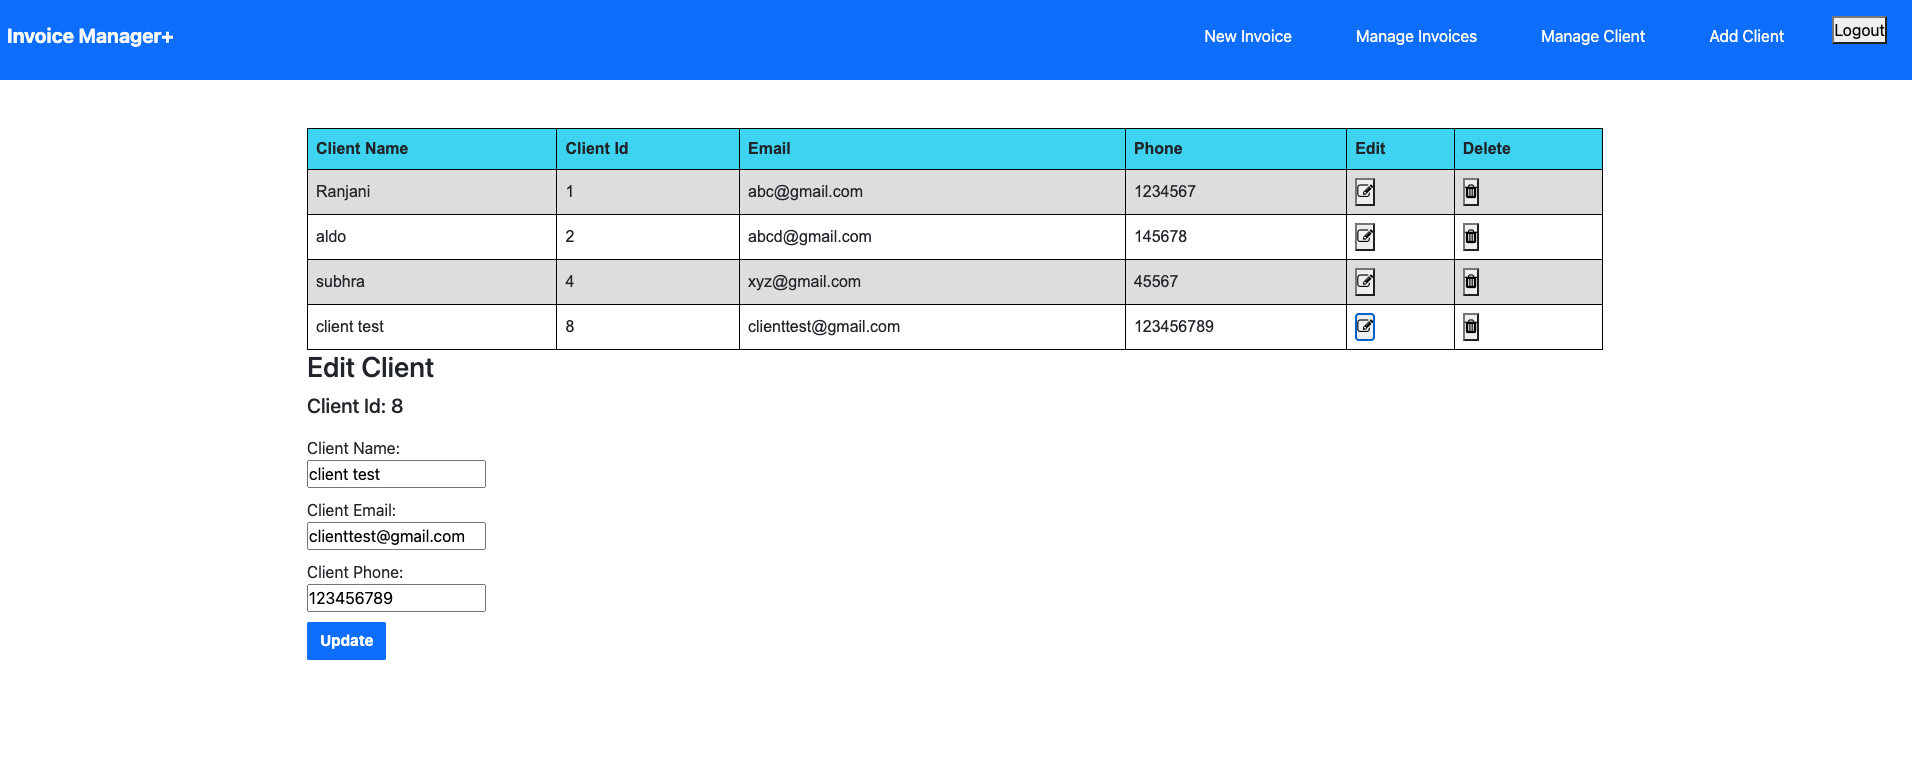 Invoice Manager+ New Invoice Manage Invoices Manage Client Add Client Logout
Client Name Client Id Email Phone Edit Delete
Ranjani 1 abc@gmail.com 1234567
aldo 2 abcd@gmail.com 145678
subhra 4 xyz@gmail.com 45567
client test 8 clienttest@gmail.com 123456789
Edit Client
Client Id: 8
Client Name:
client test
Client Email:
clienttest@gmail.com
Client Phone:
123456789
Update